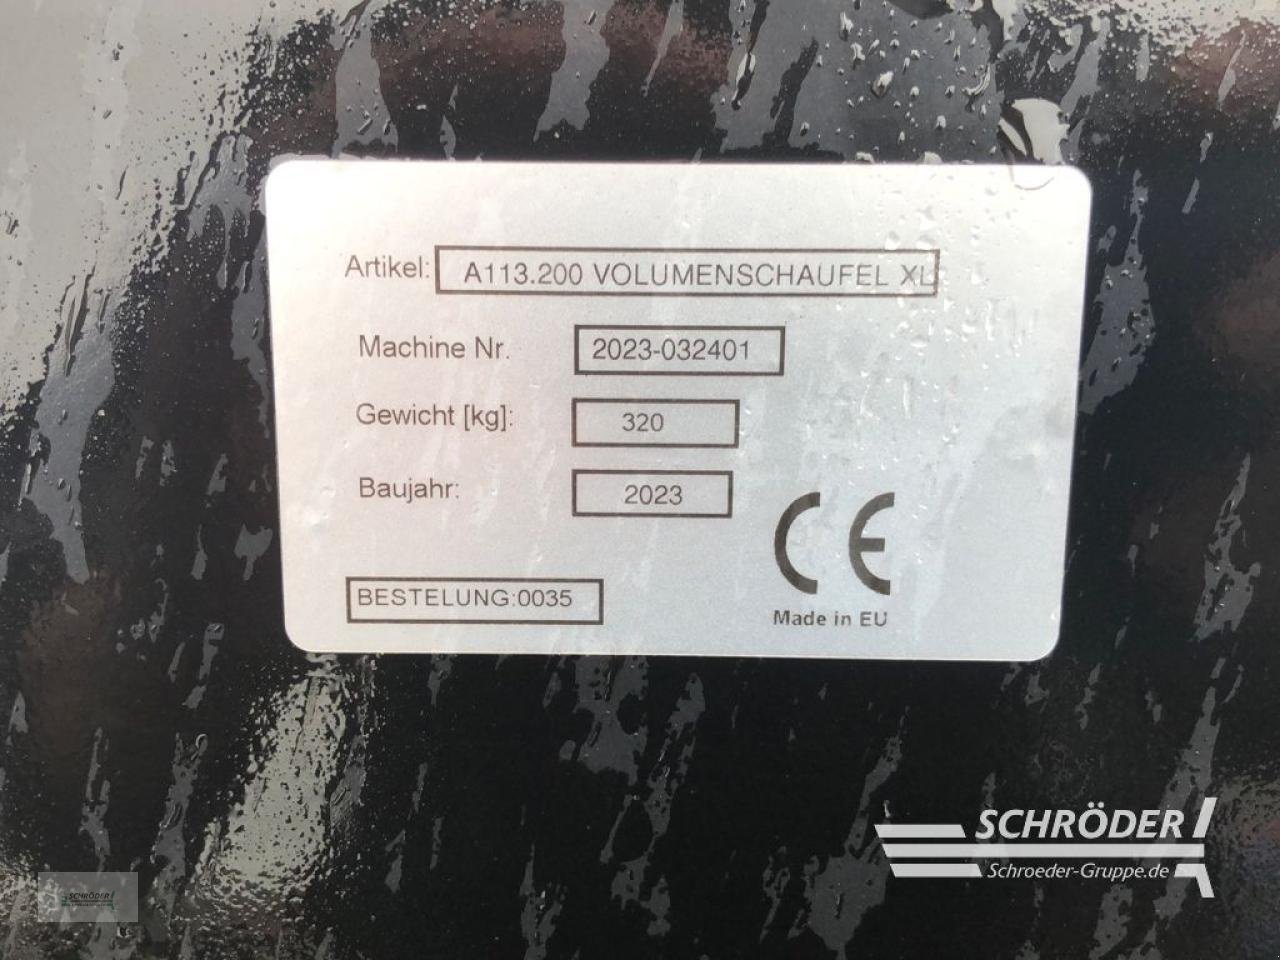 Artikel: A113.200 VOLUMENSCHAUFEL XL
Machine Nr. 2023-032401
Gewicht [kg]: 320
Baujahr: 2023
CE
BESTELUNG:0035
Made in EU
SCHRÖDER
Schroeder-Gruppe.de
SCHRÖDER